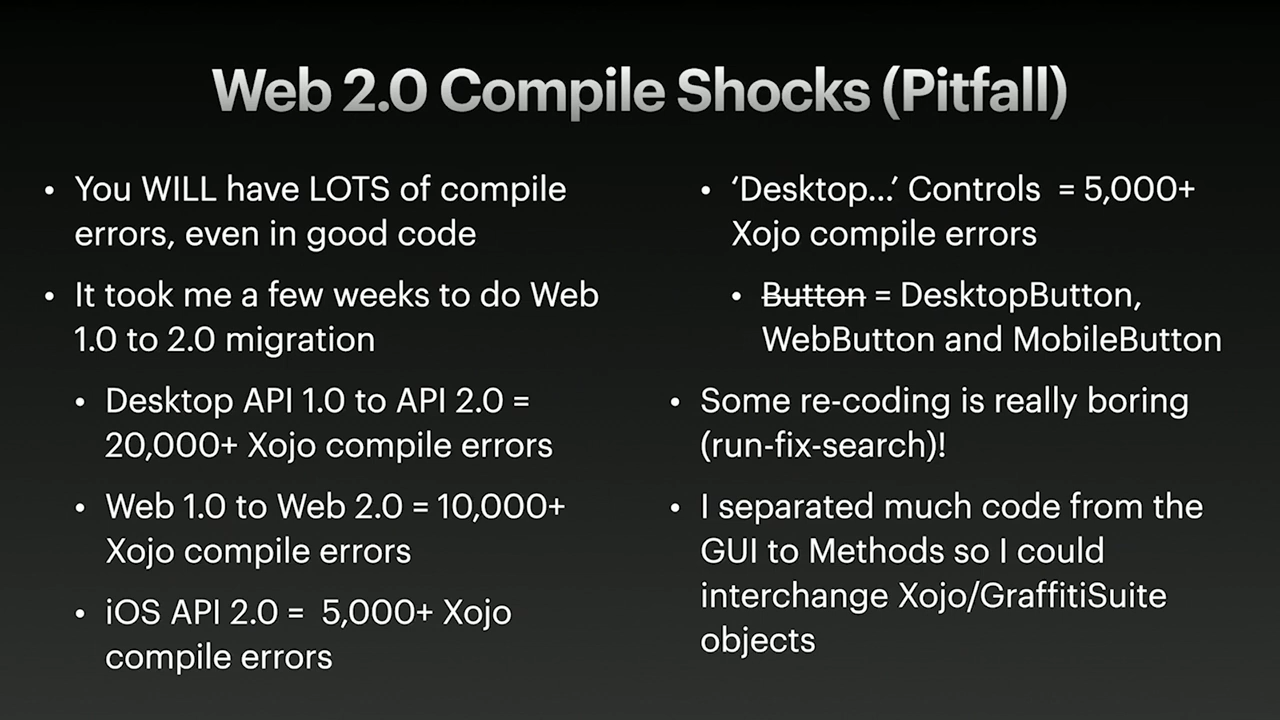 Web 2.0 Compile Shocks (Pitfall)
• You WILL have LOTS of compile
errors, even in good code
• It took me a few weeks to do Web
1.0 to 2.0 migration
• Desktop API 1.0 to API 2.0 =
20,000+ Xojo compile errors
• Web 1.0 to Web 2.0 = 10,000+
Xojo compile errors
• iOS API 2.0 = 5,000+ Xojo
compile errors
• ‘Desktop...’ Controls = 5,000+
Xojo compile errors
• Button = DesktopButton,
WebButton and MobileButton
• Some re-coding is really boring
(run-fix-search)!
• I separated much code from the
GUI to Methods so I could
interchange Xojo/GraffitiSuite
objects